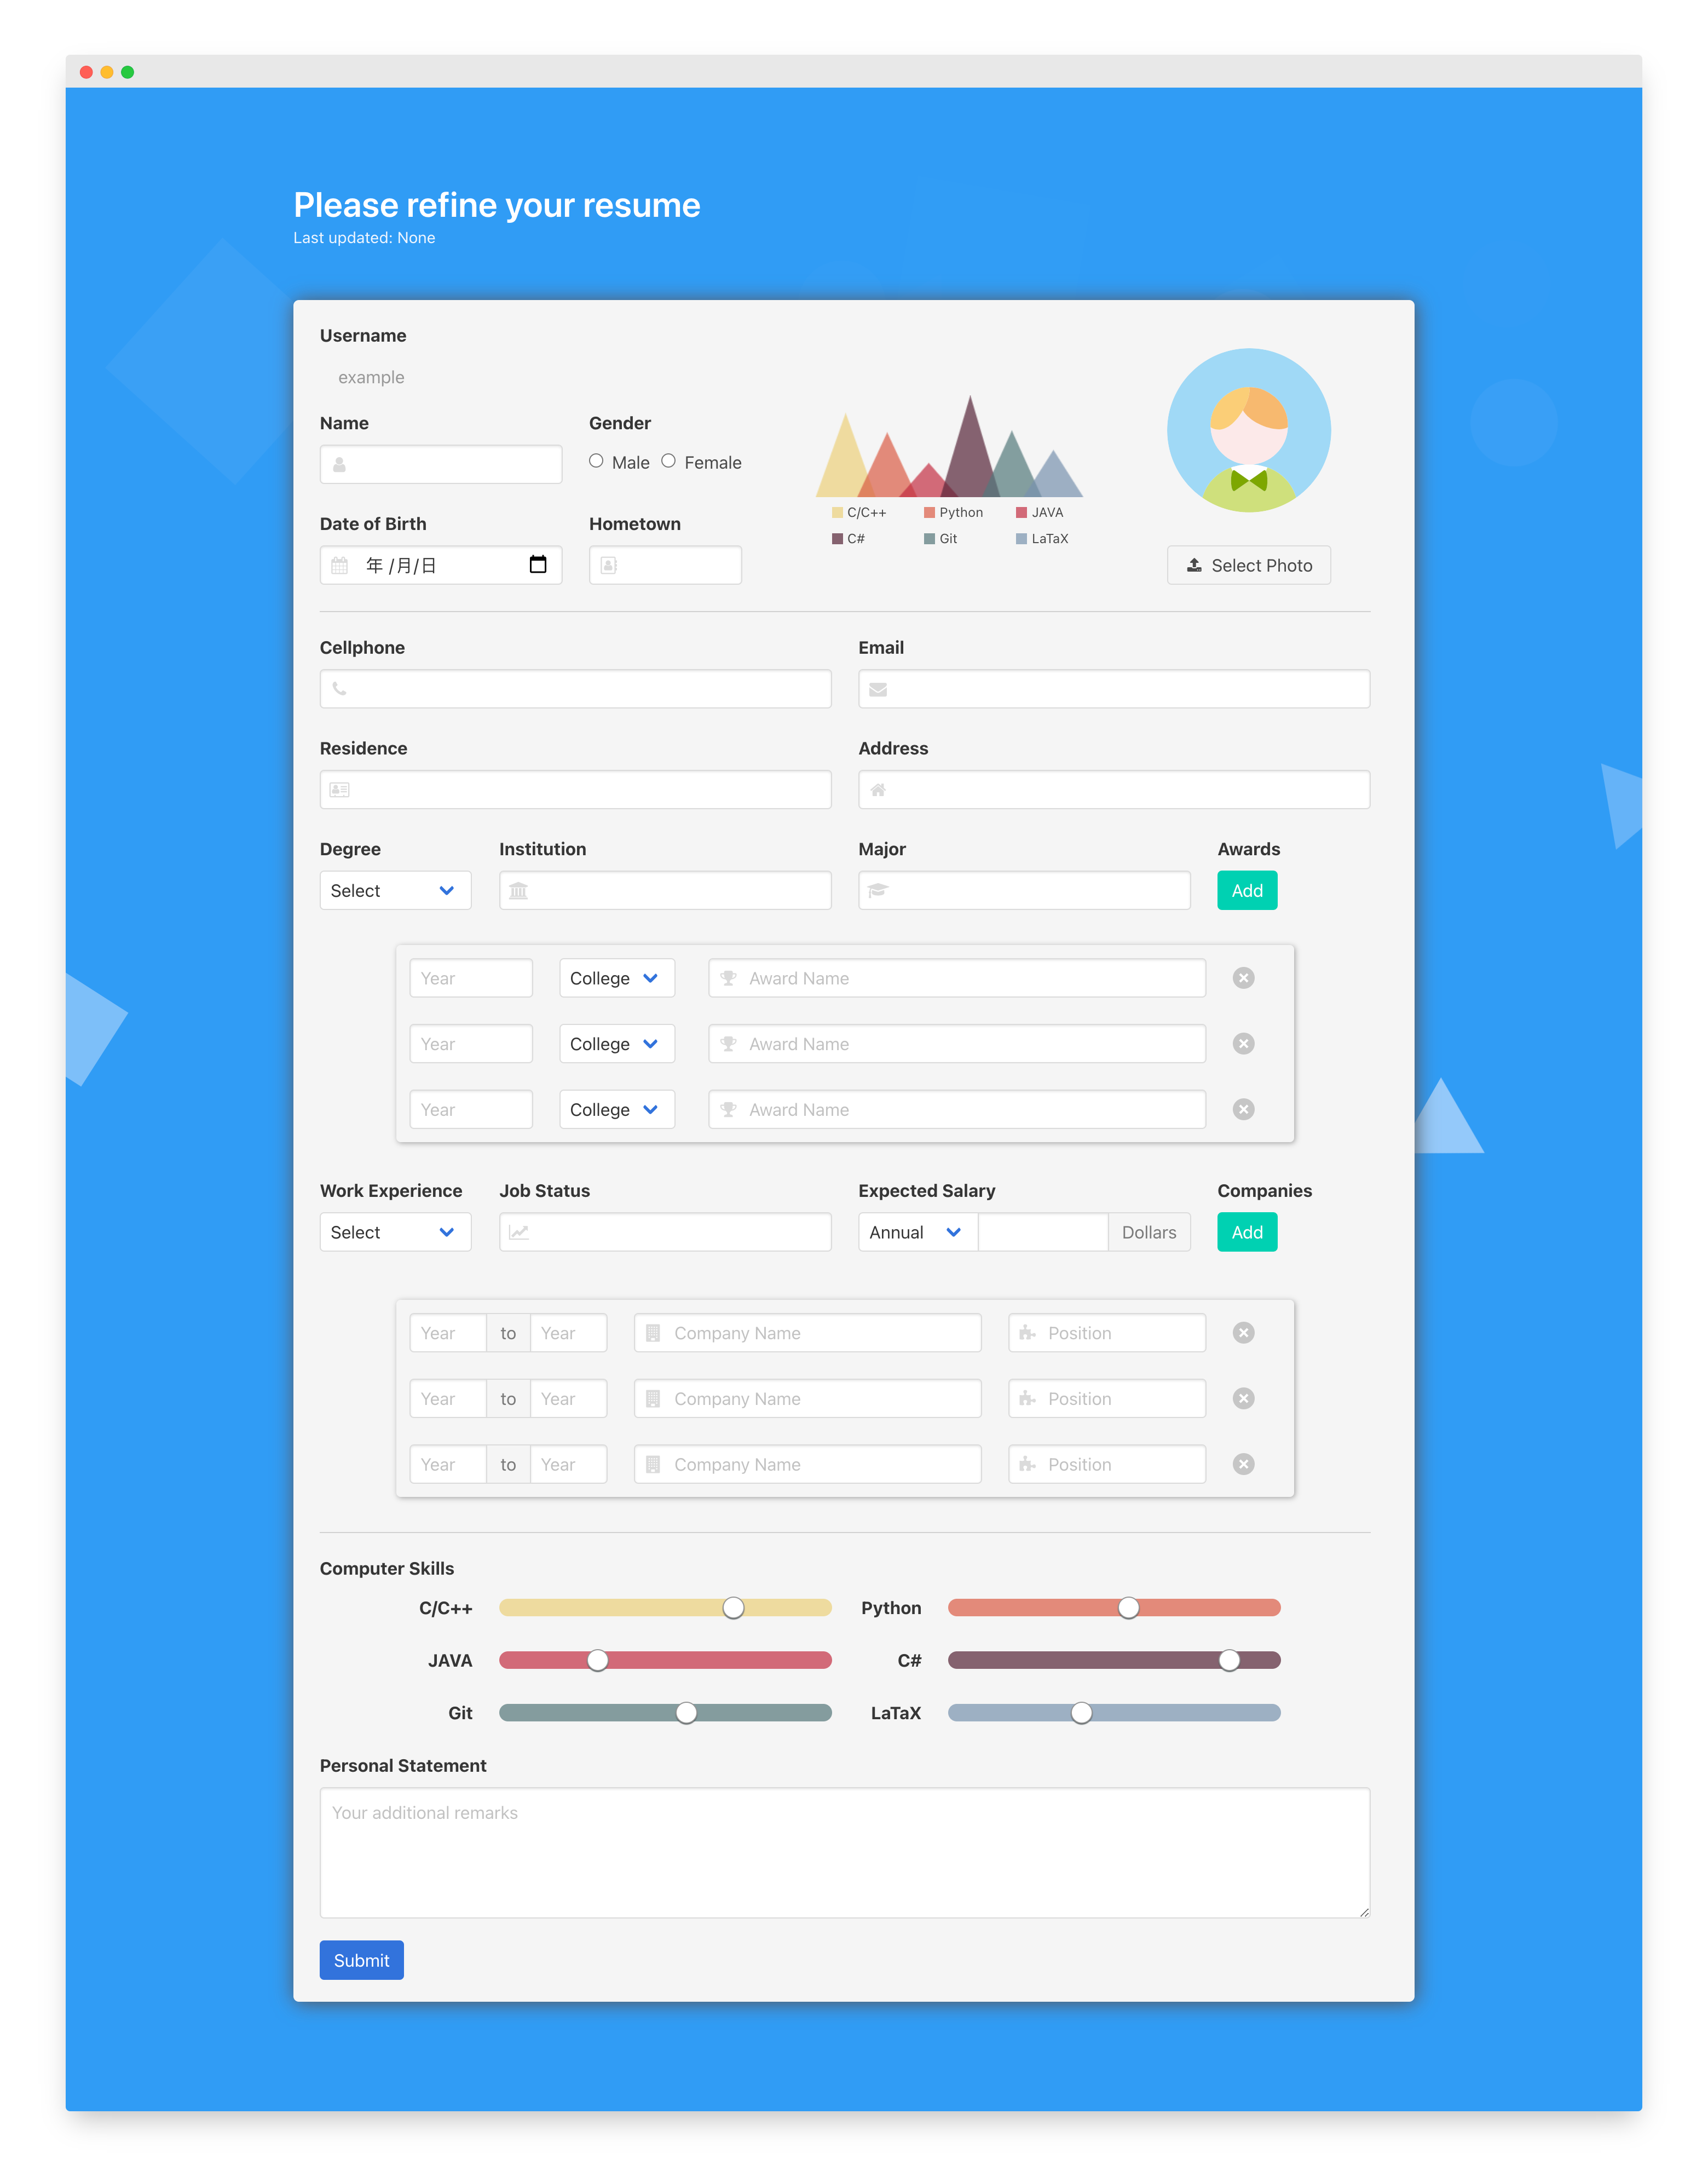 Please refine your resume
Last updated: None
Username
example
Name
Gender
Male Female
Date of Birth
Hometown
年 /月/日
C/C++ Python JAVA
C# Git LaTaX
Select Photo
Cellphone Email
Residence Address
Degree Institution Major Awards
Select Add
Year College Award Name
Year College Award Name
Year College Award Name
Work Experience Job Status Expected Salary Companies
Select Annual Dollars Add
Year to Year Company Name Position
Year to Year Company Name Position
Year to Year Company Name Position
Computer Skills
C/C++ Python
JAVA C#
Git LaTaX
Personal Statement
Your additional remarks
Submit